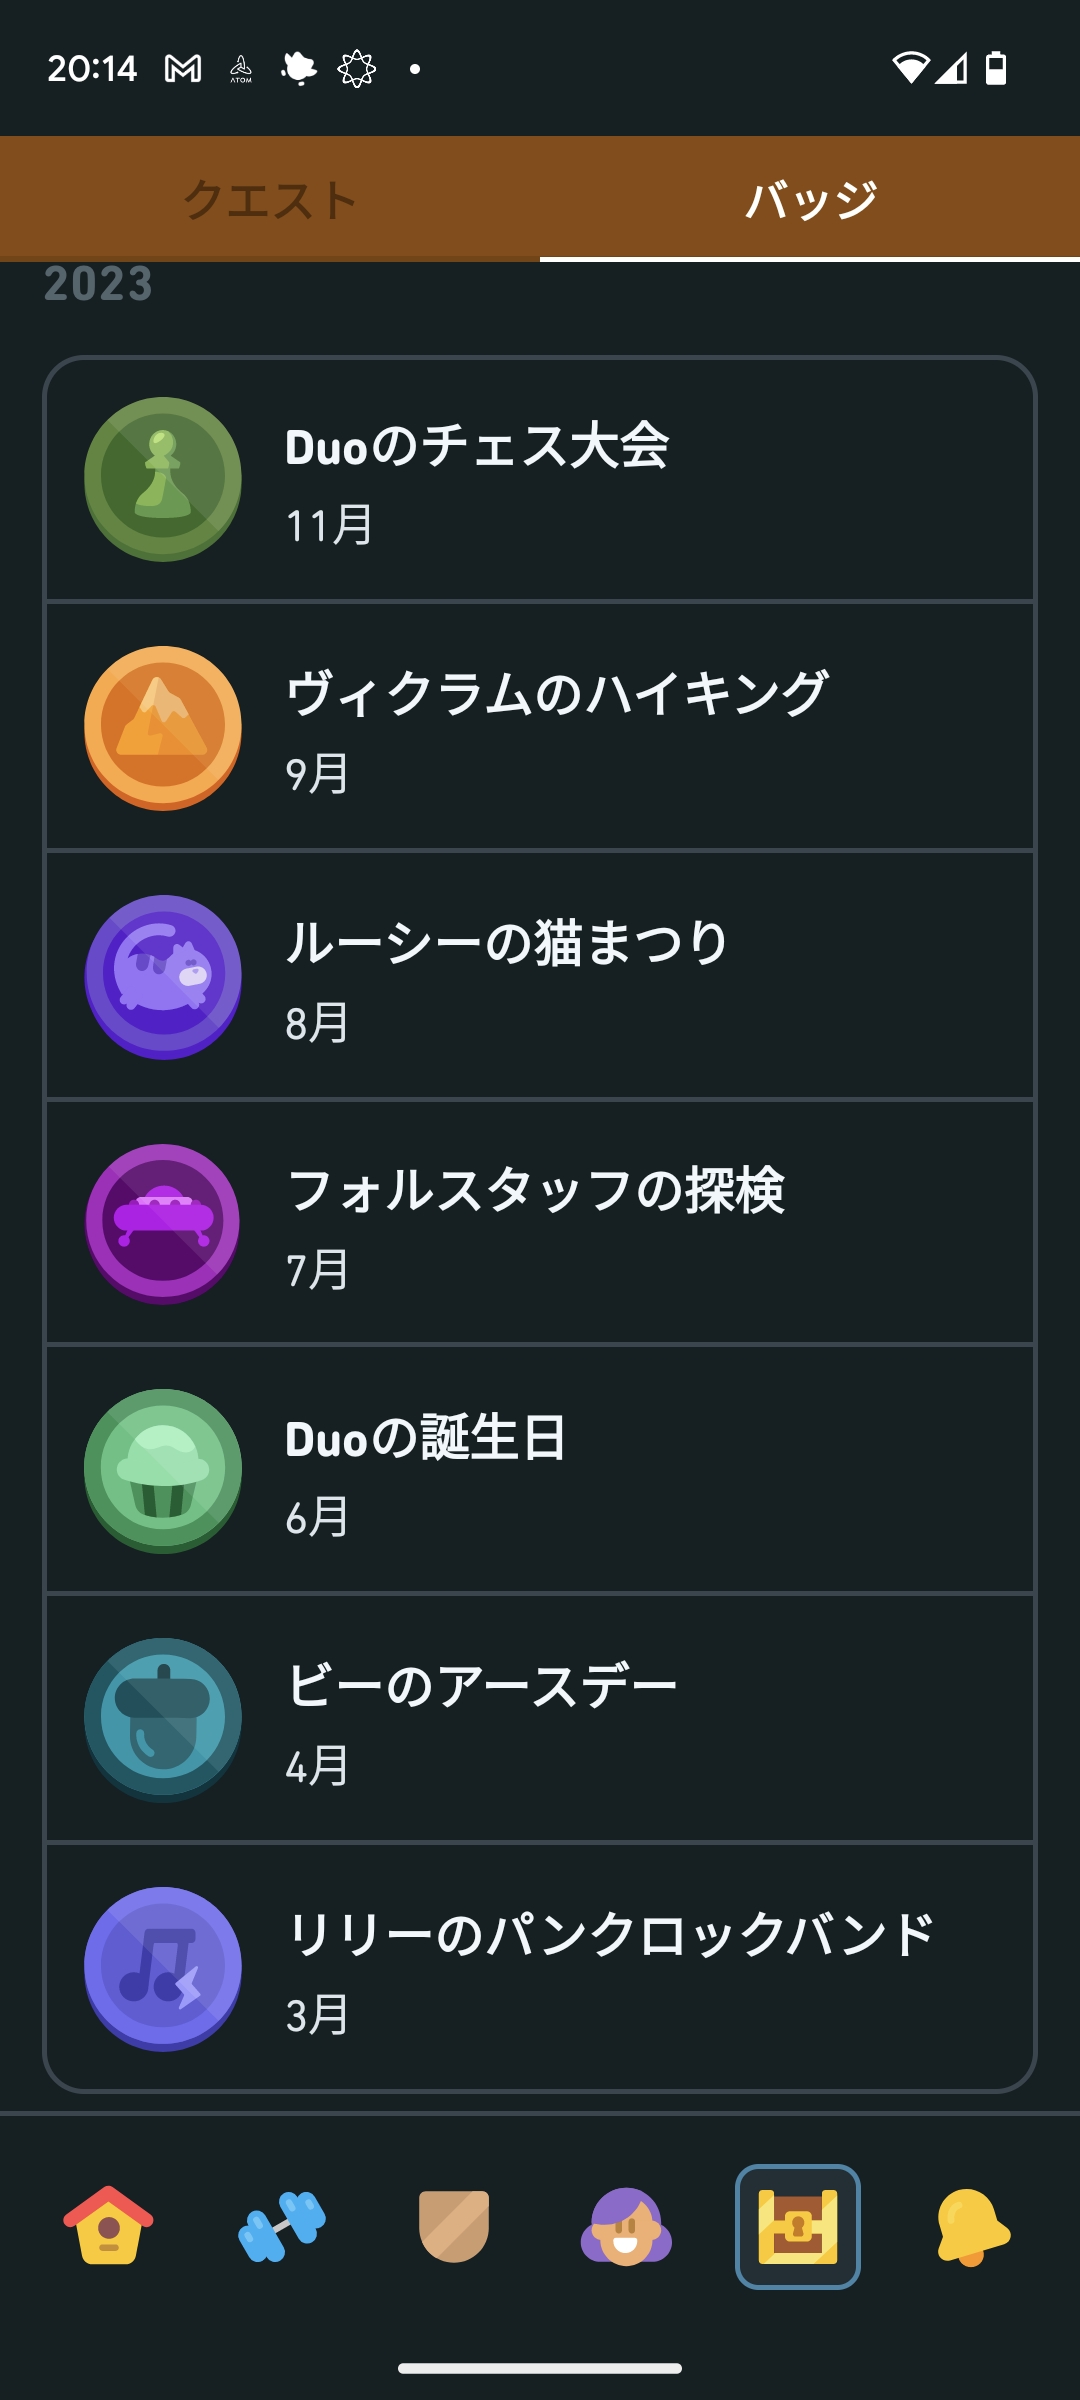 20:14
ATOM
クエスト
バッジ
2023
Duoのチェス大会
11月
ヴィクラムのハイキング
9月
ルーシーの猫まつり
8月
フォルスタッフの探検
7月
Duoの誕生日
6月
ビーのアースデー
4月
リリーのパンクロックバンド
3月